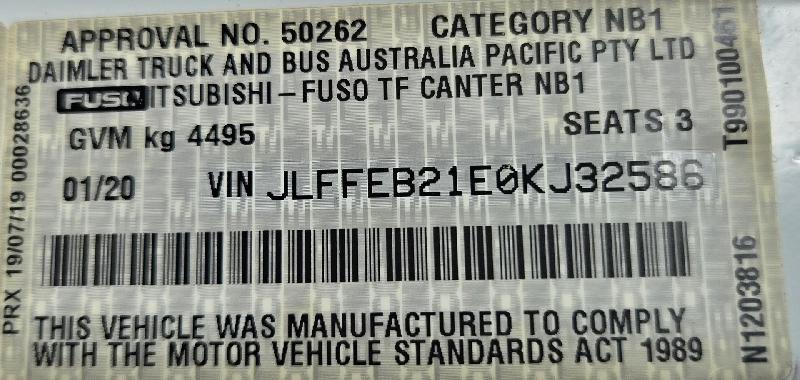 APPROVAL NO. 50262 CATEGORY NB1
DAIMLER TRUCK AND BUS AUSTRALIA PACIFIC PTY LTD
FUSO ITSUBISHI-FUSO TF CANTER NB1
GVM kg 4495 SEATS 3
01/20 VIN JLFFEB21E0KJ32586
THIS VEHICLE WAS MANUFACTURED TO COMPLY
WITH THE MOTOR VEHICLE STANDARDS ACT 1989
PRX 19/07/19 00028636
T990100461
N1203816